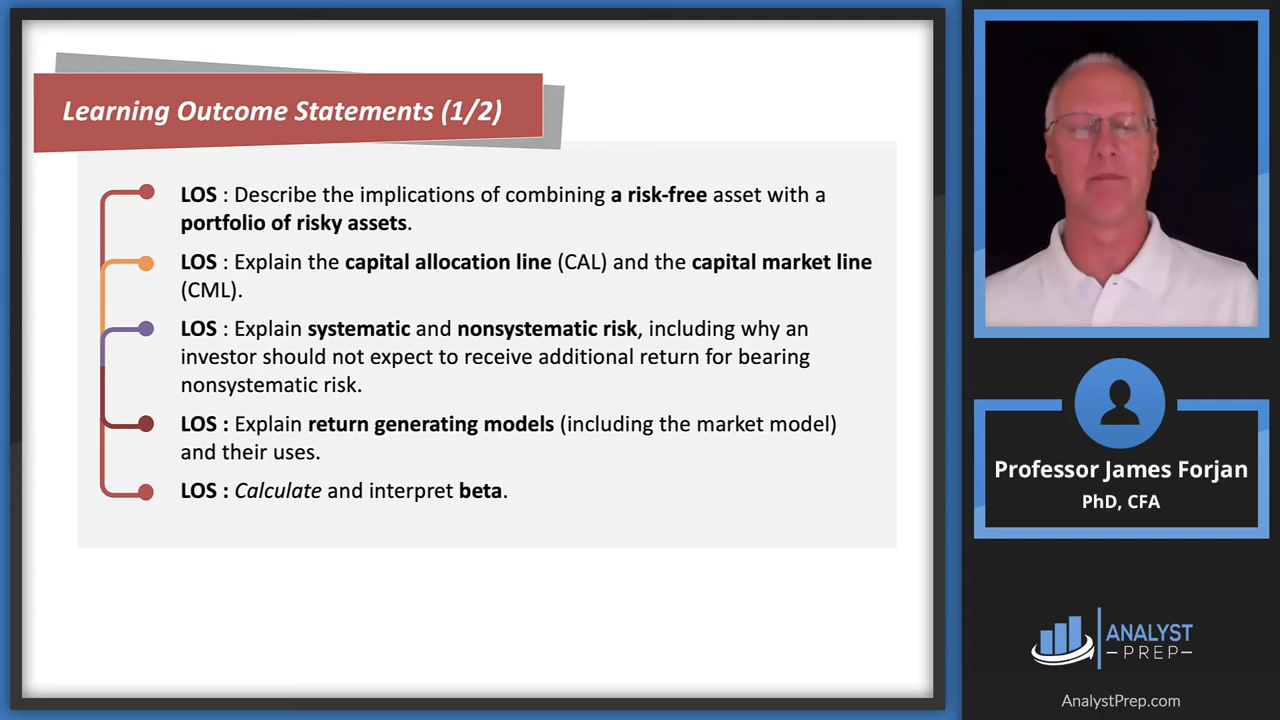 Learning Outcome Statements (1/2)
LOS : Describe the implications of combining a risk-free asset with a
portfolio of risky assets.
LOS : Explain the capital allocation line (CAL) and the capital market line
(CML).
LOS : Explain systematic and nonsystematic risk, including why an
investor should not expect to receive additional return for bearing
nonsystematic risk.
LOS : Explain return generating models (including the market model)
and their uses.
LOS : Calculate and interpret beta.
Professor James Forjan
PhD, CFA
ANALYST
PREP
AnalystPrep.com